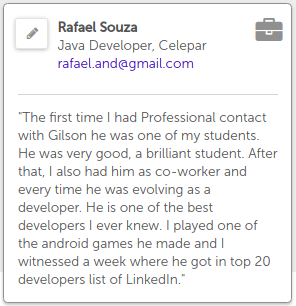 Rafael Souza
Java Developer, Celepar
rafael.and@gmail.com
"The first time I had Professional contact
with Gilson he was one of my students.
He was very good, a brilliant student. After
that, I also had him as co-worker and
every time he was evolving as a
developer. He is one of the best
developers I ever knew. I played one of
the android games he made and I
witnessed a week where he got in top 20
developers list of LinkedIn."